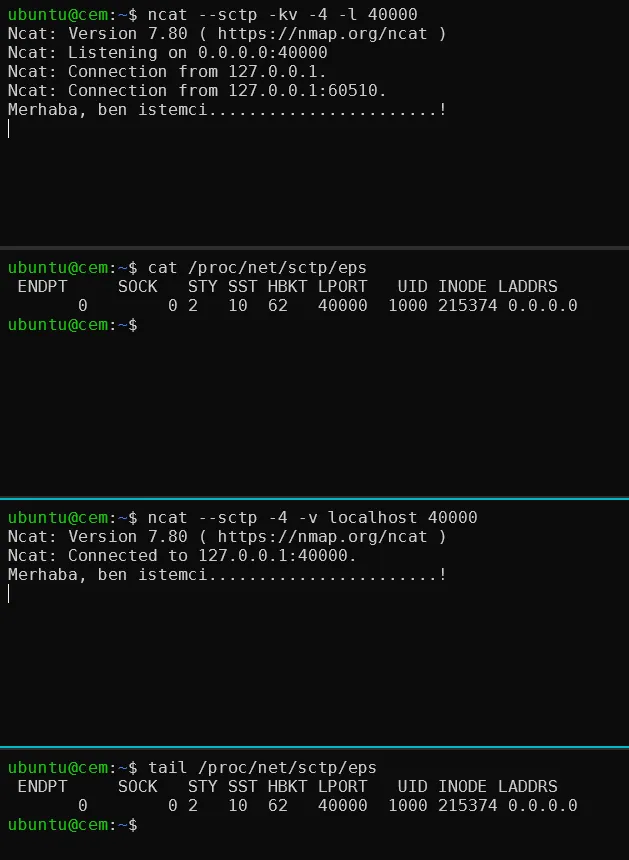 ubuntu@cem:~$ ncat --sctp -kv -4 -l 40000
Ncat: Version 7.80 ( https://nmap.org/ncat )
Ncat: Listening on 0.0.0.0:40000
Ncat: Connection from 127.0.0.1.
Ncat: Connection from 127.0.0.1:60510.
Merhaba, ben istemci.......................!
ubuntu@cem:~$ cat /proc/net/sctp/eps
 ENDPT     SOCK   STY SST HBKT LPORT   UID INODE LADDRS
       0        0 2   10  62   40000  1000 215374 0.0.0.0
ubuntu@cem:~$
ubuntu@cem:~$ ncat --sctp -4 -v localhost 40000
Ncat: Version 7.80 ( https://nmap.org/ncat )
Ncat: Connected to 127.0.0.1:40000.
Merhaba, ben istemci.......................!
ubuntu@cem:~$ tail /proc/net/sctp/eps
 ENDPT     SOCK   STY SST HBKT LPORT   UID INODE LADDRS
       0        0 2   10  62   40000  1000 215374 0.0.0.0
ubuntu@cem:~$